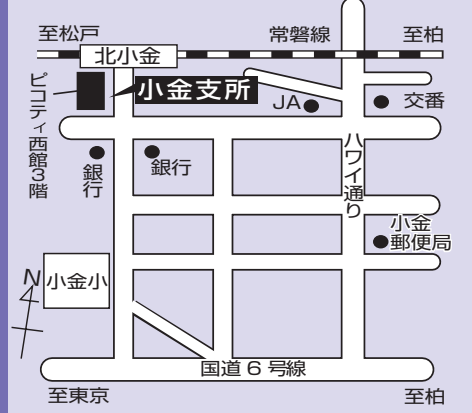 至松戸
常磐線
至柏
北小金
ピコティ西館3階
小金支所
JA
交番
銀行
銀行
ハワイ通り
小金
郵便局
N
小金小
国道6号線
至東京
至柏